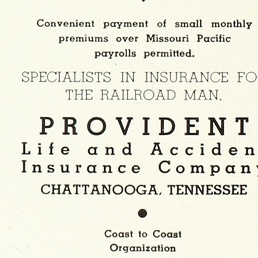 Convenient payment of small monthly
premiums over Missouri Pacific
payrolls permitted.
SPECIALISTS IN INSURANCE FO
THE RAILROAD MAN.
PROVIDENT
Life and Acciden
Insurance Company
CHATTANOOGA, TENNESSEE
Coast to Coast
Organization